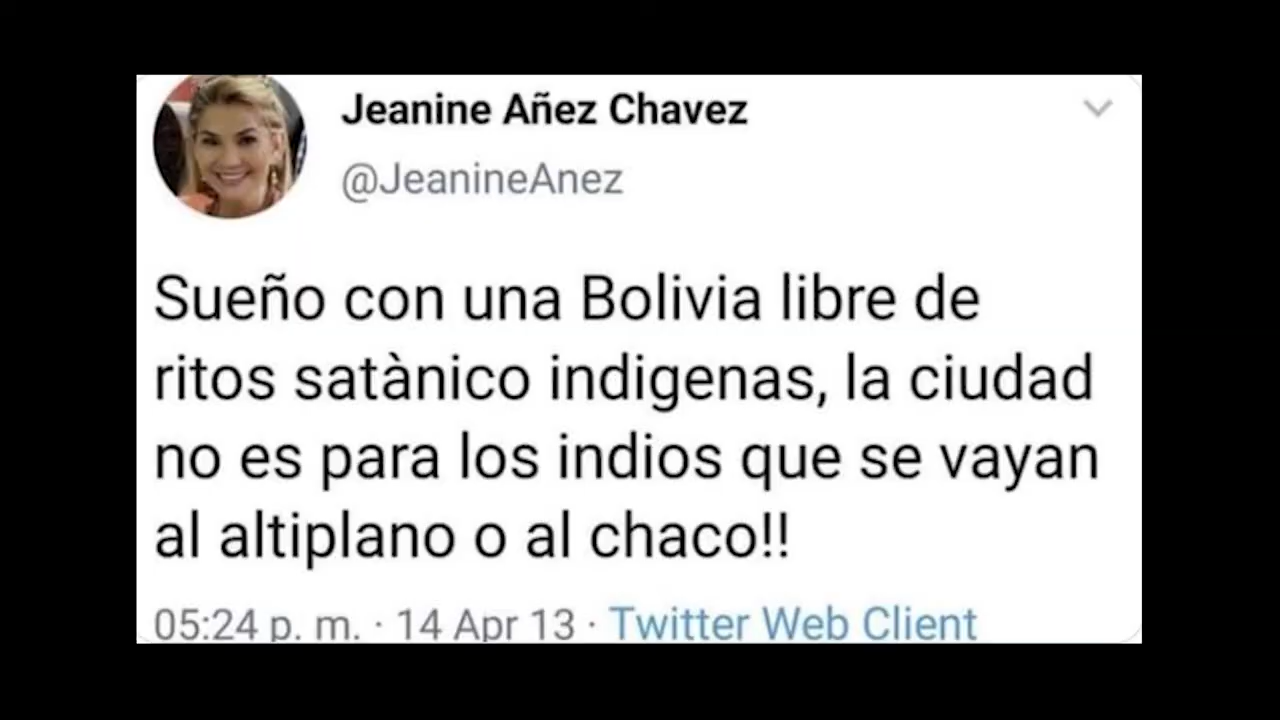 Jeanine Añez Chavez
@JeanineAnez
Sueño con una Bolivia libre de
ritos satànico indigenas, la ciudad
no es para los indios que se vayan
al altiplano o al chaco!!
05:24 p. m. · 14 Apr 13 · Twitter Web Client